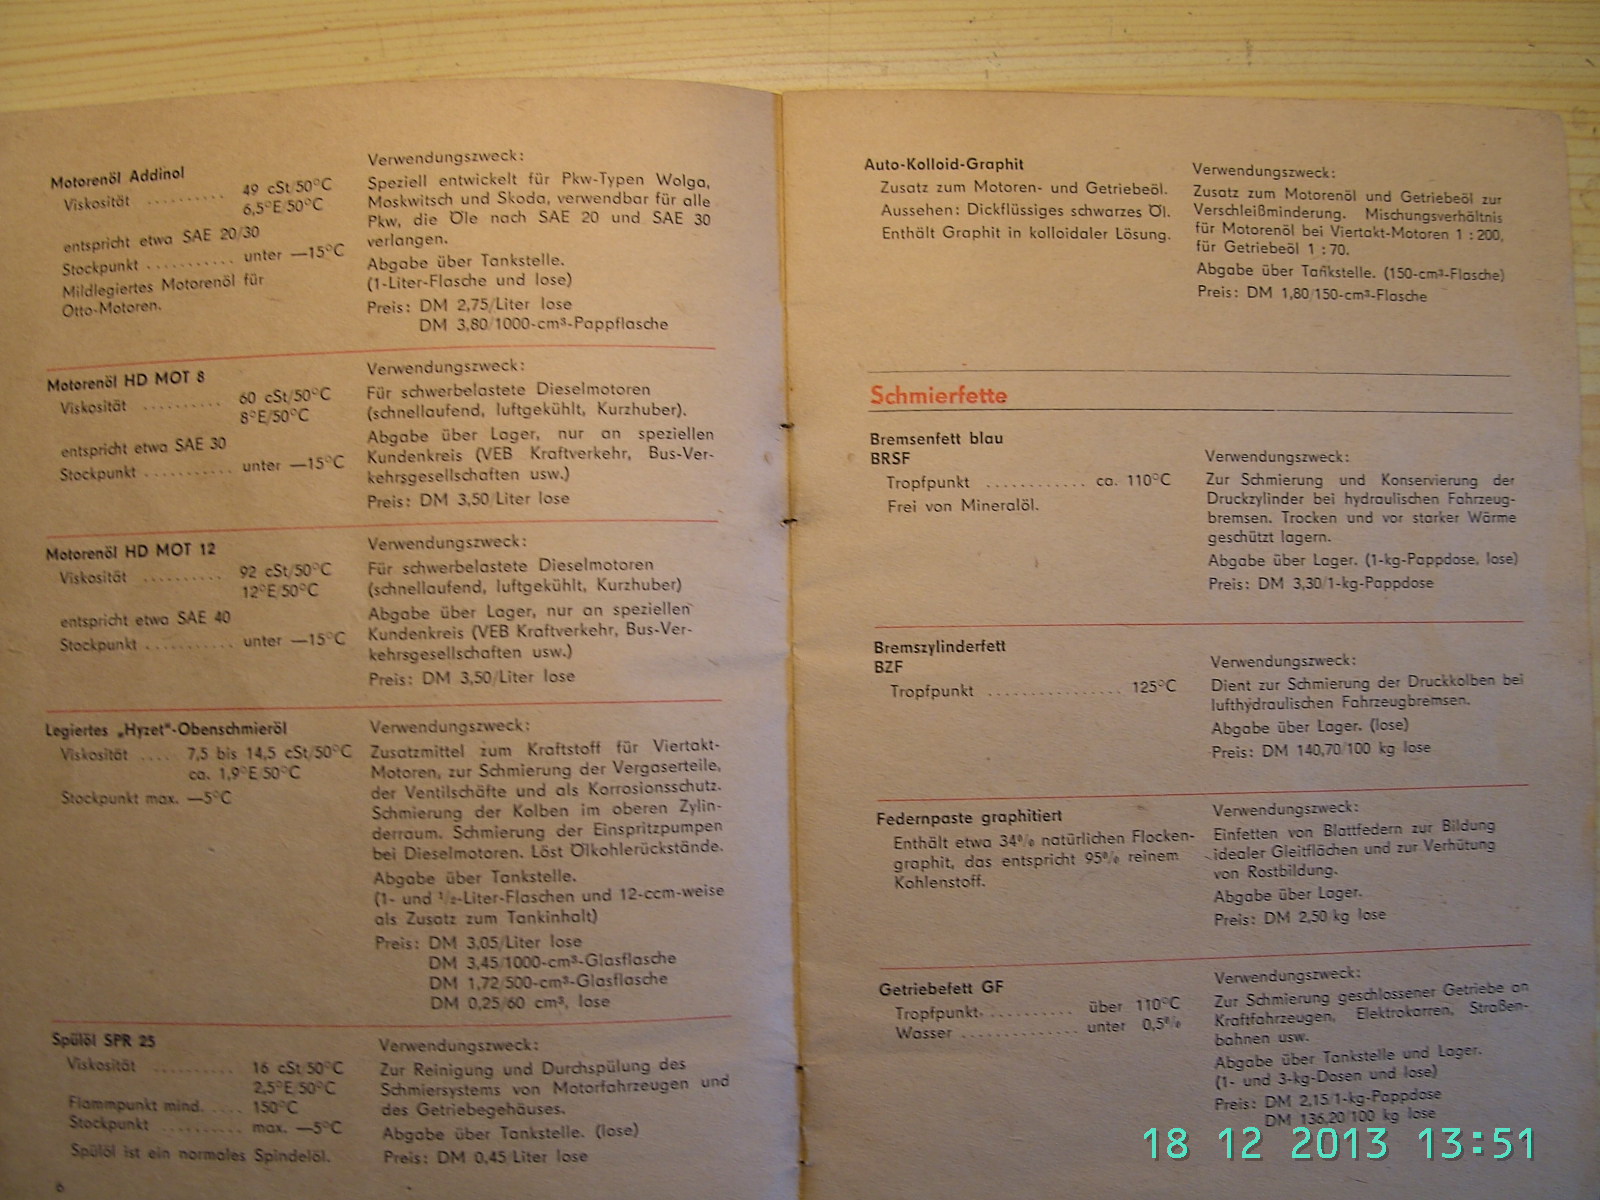 Motorenöl Addinol
Viskosität .......... 49 cSt/50°C
6,5°E/50°C
entspricht etwa SAE 20/30
Stockpunkt ........... unter —15°C
Mildlegiertes Motorenöl für
Otto-Motoren.
Verwendungszweck:
Speziell entwickelt für Pkw-Typen Wolga,
Moskwitsch und Skoda, verwendbar für alle
Pkw, die Öle nach SAE 20 und SAE 30
verlangen.
Abgabe über Tankstelle.
(1-Liter-Flasche und lose)
Preis: DM 2,75/Liter lose
DM 3,80/1000-cm³-Pappflasche
Motorenöl HD MOT 8
Viskosität .......... 60 cSt/50°C
8°E/50°C
entspricht etwa SAE 30
Stockpunkt ........... unter —15°C
Verwendungszweck:
Für schwerbelastete Dieselmotoren
(schnellaufend, luftgekühlt, Kurzhuber).
Abgabe über Lager, nur an speziellen
Kundenkreis (VEB Kraftverkehr, Bus-Ver-
kehrsgesellschaften usw.)
Preis: DM 3,50/Liter lose
Motorenöl HD MOT 12
Viskosität .......... 92 cSt/50°C
12°E/50°C
entspricht etwa SAE 40
Stockpunkt ........... unter —15°C
Verwendungszweck:
Für schwerbelastete Dieselmotoren
(schnellaufend, luftgekühlt, Kurzhuber)
Abgabe über Lager, nur an speziellen
Kundenkreis (VEB Kraftverkehr, Bus-Ver-
kehrsgesellschaften usw.)
Preis: DM 3,50/Liter lose
Legiertes „Hyzet“-Obenschmieröl
Viskosität .... 7,5 bis 14,5 cSt/50°C
ca. 1,9°E/50°C
Stockpunkt max. —5°C
Verwendungszweck:
Zusatzmittel zum Kraftstoff für Viertakt-
Motoren, zur Schmierung der Vergaserteile,
der Ventilschäfte und als Korrosionsschutz.
Schmierung der Kolben im oberen Zylin-
derraum. Schmierung der Einspritzpumpen
bei Dieselmotoren. Löst Ölkohlerückstände.
Abgabe über Tankstelle.
(1- und ½-Liter-Flaschen und 12-ccm-weise
als Zusatz zum Tankinhalt)
Preis: DM 3,05/Liter lose
DM 3,45/1000-cm³-Glasflasche
DM 1,72/500-cm³-Glasflasche
DM 0,25/60 cm³, lose
Spülöl SPR 25
Viskosität .......... 16 cSt/50°C
2,5°E/50°C
Flammpunkt mind. .... 150°C
Stockpunkt .......... max. —5°C
Spülöl ist ein normales Spindelöl.
Verwendungszweck:
Zur Reinigung und Durchspülung des
Schmiersystems von Motorfahrzeugen und
des Getriebegehäuses.
Abgabe über Tankstelle. (lose)
Preis: DM 0,45/Liter lose
6
Auto-Kolloid-Graphit
Zusatz zum Motoren- und Getriebeöl.
Aussehen: Dickflüssiges schwarzes Öl.
Enthält Graphit in kolloidaler Lösung.
Verwendungszweck:
Zusatz zum Motorenöl und Getriebeöl zur
Verschleißminderung. Mischungsverhältnis
für Motorenöl bei Viertakt-Motoren 1 : 200,
für Getriebeöl 1 : 70.
Abgabe über Tankstelle. (150-cm³-Flasche)
Preis: DM 1,80/150-cm³-Flasche
Schmierfette
Bremsenfett blau
BRSF
Tropfpunkt ............ ca. 110°C
Frei von Mineralöl.
Verwendungszweck:
Zur Schmierung und Konservierung der
Druckzylinder bei hydraulischen Fahrzeug-
bremsen. Trocken und vor starker Wärme
geschützt lagern.
Abgabe über Lager. (1-kg-Pappdose, lose)
Preis: DM 3,30/1-kg-Pappdose
Bremszylinderfett
BZF
Tropfpunkt ................ 125°C
Verwendungszweck:
Dient zur Schmierung der Druckkolben bei
lufthydraulischen Fahrzeugbremsen.
Abgabe über Lager. (lose)
Preis: DM 140,70/100 kg lose
Federnpaste graphitiert
Enthält etwa 34% natürlichen Flocken-
graphit, das entspricht 95% reinem
Kohlenstoff.
Verwendungszweck:
Einfetten von Blattfedern zur Bildung
idealer Gleitflächen und zur Verhütung
von Rostbildung.
Abgabe über Lager.
Preis: DM 2,50/kg lose
Getriebefett GF
Tropfpunkt. .......... über 110°C
Wasser .............. unter 0,5%
Verwendungszweck:
Zur Schmierung geschlossener Getriebe an
Kraftfahrzeugen, Elektrokarren, Straßen-
bahnen usw.
Abgabe über Tankstelle und Lager.
(1- und 3-kg-Dosen und lose)
Preis: DM 2,15/1-kg-Pappdose
DM 136,20/100 kg lose
18 12 2013 13:51